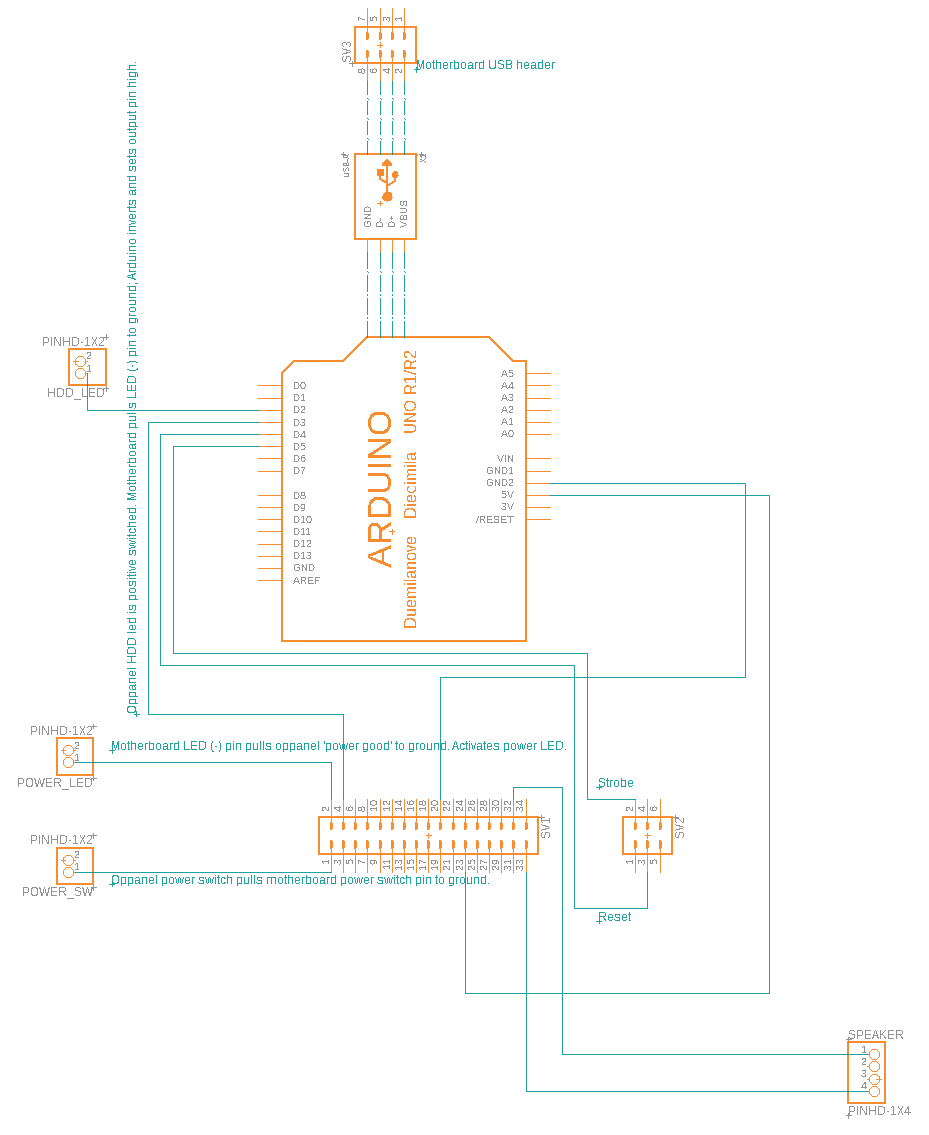 7 5 3 1
SV3
8 6 4 2
Motherboard USB header
USB-A
X1
GND
D-
D+
VBUS
Oppanel HDD led is positive switched. Motherboard pulls LED (-) pin to ground; Arduino inverts and sets output pin high.
PINHD-1X2
2
1
HDD_LED
ARDUINO
Duemilanove Diecimila UNO R1/R2
D0
D1
D2
D3
D4
D5
D6
D7
D8
D9
D10
D11
D12
D13
GND
AREF
A5
A4
A3
A2
A1
A0
VIN
GND1
GND2
5V
3V
/RESET
PINHD-1X2
2
1
POWER_LED
Motherboard LED (-) pin pulls oppanel 'power good' to ground. Activates power LED.
PINHD-1X2
2
1
POWER_SW
Oppanel power switch pulls motherboard power switch pin to ground.
2 4 6 8 10 12 14 16 18 20 22 24 26 28 30 32 34
SV1
1 3 5 7 9 11 13 15 17 19 21 23 25 27 29 31 33
Strobe
2 4 6
SV2
1 3 5
Reset
SPEAKER
1
2
3
4
PINHD-1X4